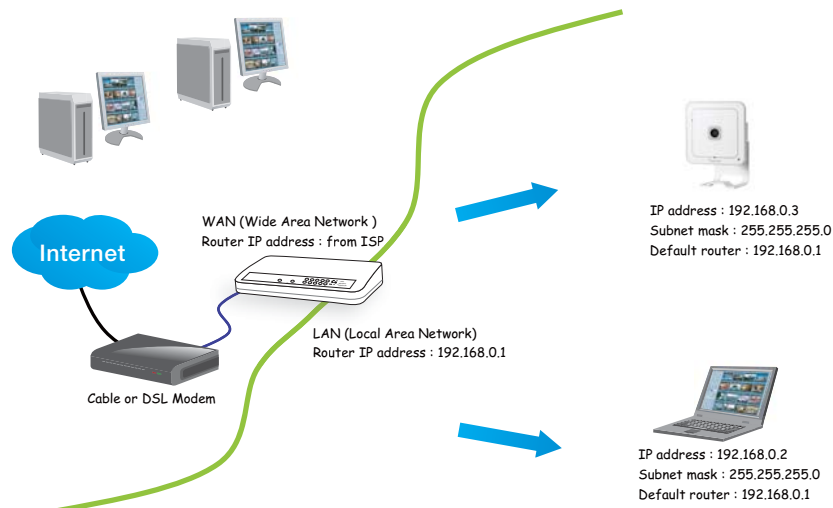 WAN (Wide Area Network )
Router IP address : from ISP
Internet
LAN (Local Area Network)
Router IP address : 192.168.0.1
Cable or DSL Modem
IP address : 192.168.0.3
Subnet mask : 255.255.255.0
Default router : 192.168.0.1
IP address : 192.168.0.2
Subnet mask : 255.255.255.0
Default router : 192.168.0.1